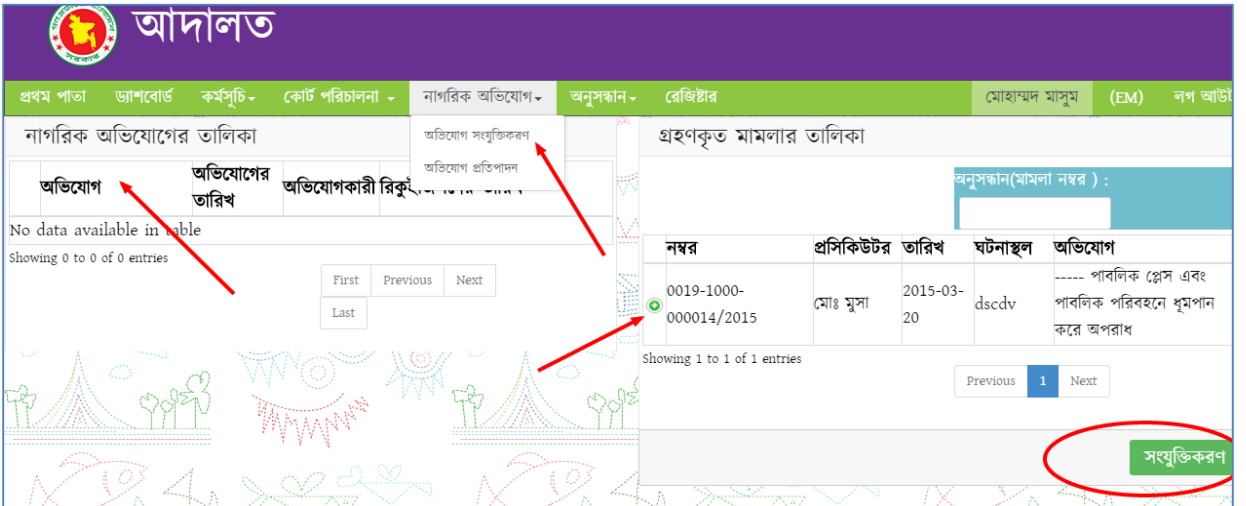 আদালত
প্রথম পাতা ড্যাশবোর্ড কর্মসূচি কোর্ট পরিচালনা নাগরিক অভিযোগ অনুসন্ধান রেজিষ্টার মোহাম্মদ মাসুম (EM) লগ আউট
নাগরিক অভিযোগের তালিকা
অভিযোগ সংযুক্তিকরণ
অভিযোগ প্রতিপাদন
অভিযোগ অভিযোগের তারিখ অভিযোগকারী
No data available in table
Showing 0 to 0 of 0 entries
First Previous Next
Last
গ্রহণকৃত মামলার তালিকা
অনুসন্ধান(মামলা নম্বর ) :
নম্বর প্রসিকিউটর তারিখ ঘটনাস্থল অভিযোগ
0019-1000-000014/2015 মোঃ মুসা 2015-03-20 dscdv ----- পাবলিক প্লেস এবং
পাবলিক পরিবহনে ধূমপান
করে অপরাধ
Showing 1 to 1 of 1 entries
Previous 1 Next
সংযুক্তিকরণ